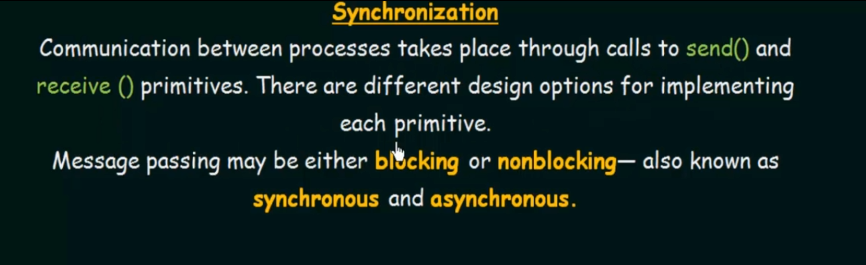 Synchronization
Communication between processes takes place through calls to send() and
receive () primitives. There are different design options for implementing
each primitive.
Message passing may be either blocking or nonblocking— also known as
synchronous and asynchronous.